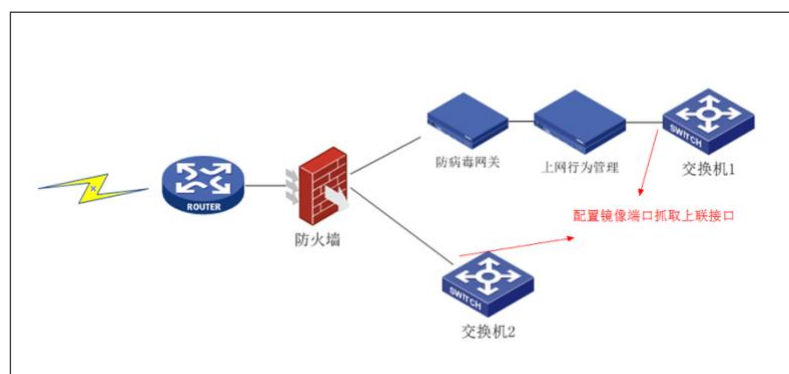 ROUTER
防火墙
防病毒网关
上网行为管理
SWITCH
交换机1
配置镜像端口抓取上联接口
SWITCH
交换机2